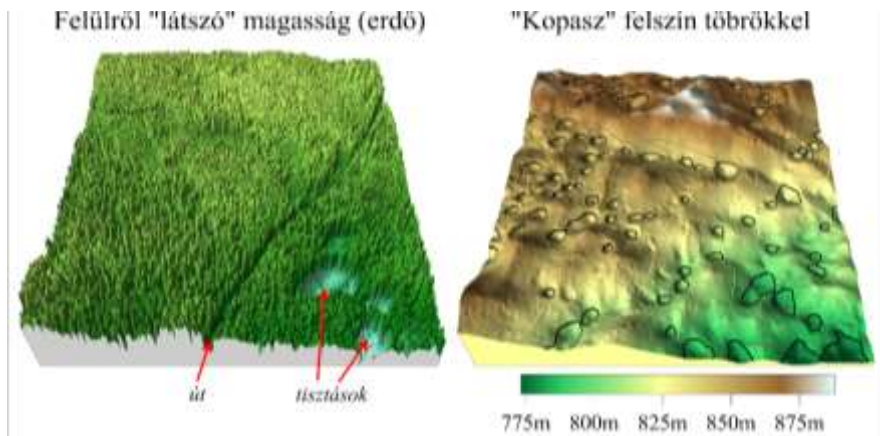 Felülről "látszó" magasság (erdő)
"Kopasz" felszín töbrökkel
út
tisztások
775m 800m 825m 850m 875m